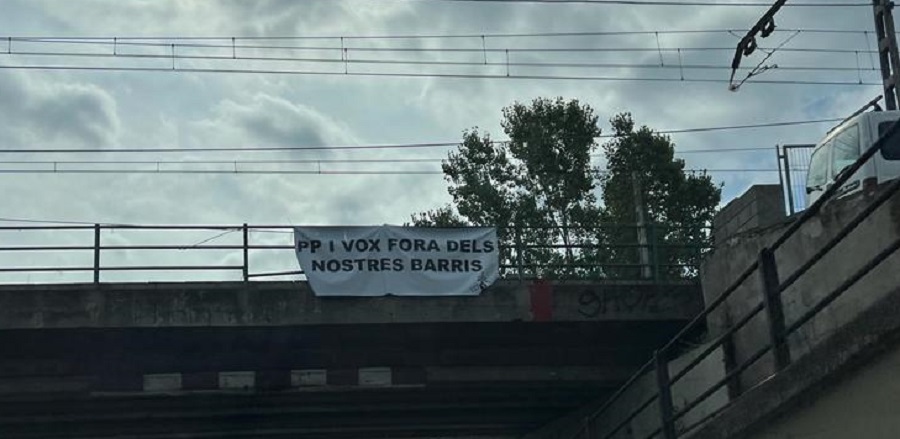 PP I VOX FORA DELS
NOSTRES BARRIS